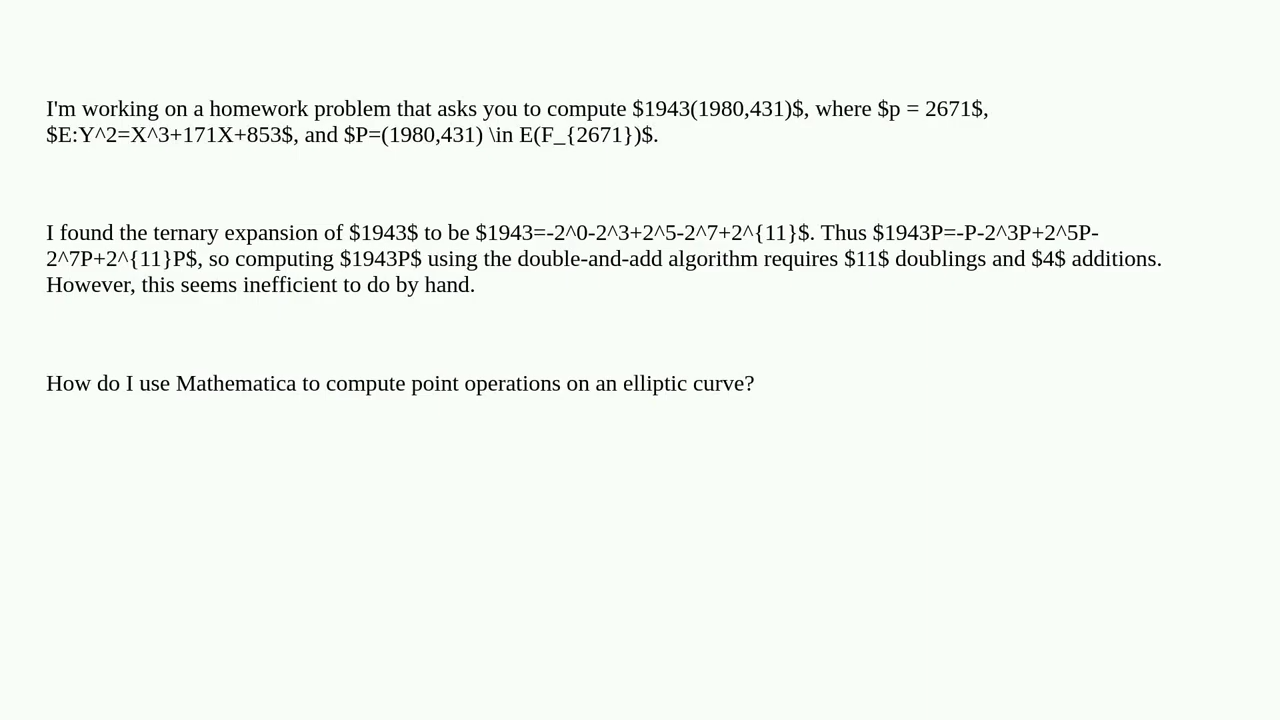 I'm working on a homework problem that asks you to compute $1943(1980,431)$, where $p = 2671$,
$E:Y^2=X^3+171X+853$, and $P=(1980,431) \in E(F_{2671})$.
I found the ternary expansion of $1943$ to be $1943=-2^0-2^3+2^5-2^7+2^{11}$. Thus $1943P=-P-2^3P+2^5P-
2^7P+2^{11}P$, so computing $1943P$ using the double-and-add algorithm requires $11$ doublings and $4$ additions.
However, this seems inefficient to do by hand.
How do I use Mathematica to compute point operations on an elliptic curve?